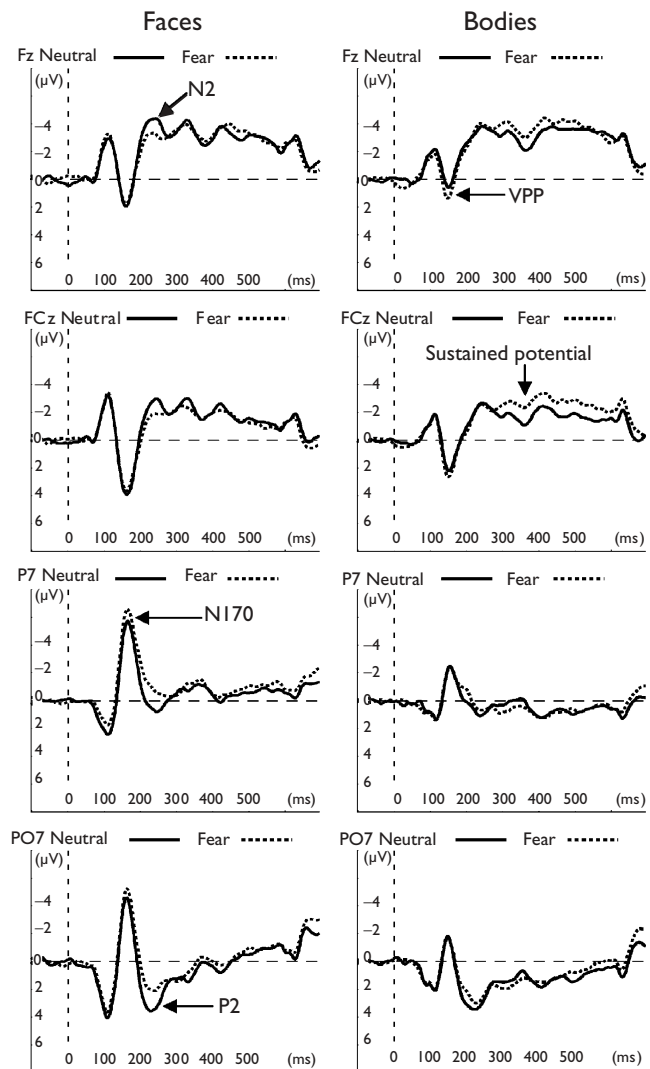 Faces Bodies
Fz Neutral Fear Fz Neutral Fear
(μV) (μV)
N2
–4 –4
–2 –2
0 0
VPP
2 2
4 4
6 6
0 100 200 300 400 500 (ms) 0 100 200 300 400 500 (ms)
FCz Neutral Fear FCz Neutral Fear
(μV) (μV)
Sustained potential
–4 –4
–2 –2
0 0
2 2
4 4
6 6
0 100 200 300 400 500 (ms) 0 100 200 300 400 500 (ms)
P7 Neutral Fear P7 Neutral Fear
(μV) (μV)
N170
–4 –4
–2 –2
0 0
2 2
4 4
6 6
0 100 200 300 400 500 (ms) 0 100 200 300 400 500 (ms)
PO7 Neutral Fear PO7 Neutral Fear
(μV) (μV)
–4 –4
–2 –2
0 0
2 2
P2
4 4
6 6
0 100 200 300 400 500 (ms) 0 100 200 300 400 500 (ms)